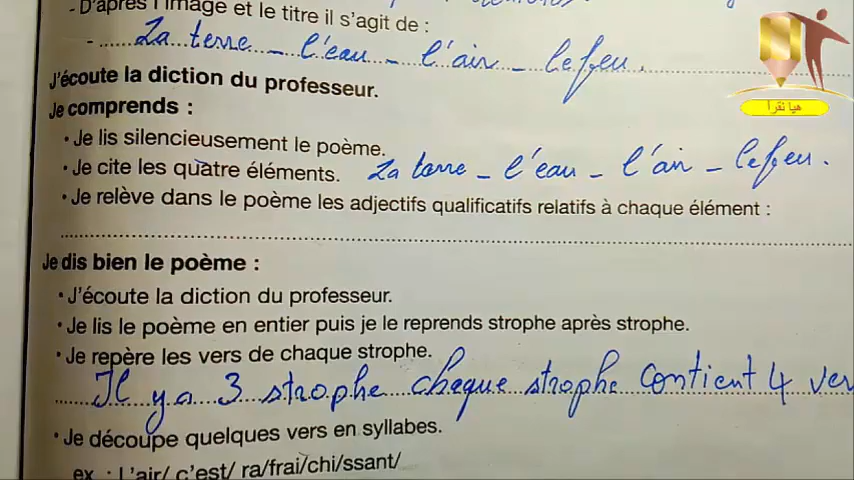 - D'après l'image et le titre il s'agit de :
- La terre - l'eau - l'air - le feu.
هيا نقرأ
J'écoute la diction du professeur.
Je comprends :
• Je lis silencieusement le poème.
• Je cite les quatre éléments. La terre - l'eau - l'air - le feu.
• Je relève dans le poème les adjectifs qualificatifs relatifs à chaque élément :
Je dis bien le poème :
• J'écoute la diction du professeur.
• Je lis le poème en entier puis je le reprends strophe après strophe.
• Je repère les vers de chaque strophe.
Il y a 3 strophe cheque strophe contient 4 ver
• Je découpe quelques vers en syllabes.
ex : L'air/ c'est/ ra/frai/chi/ssant/